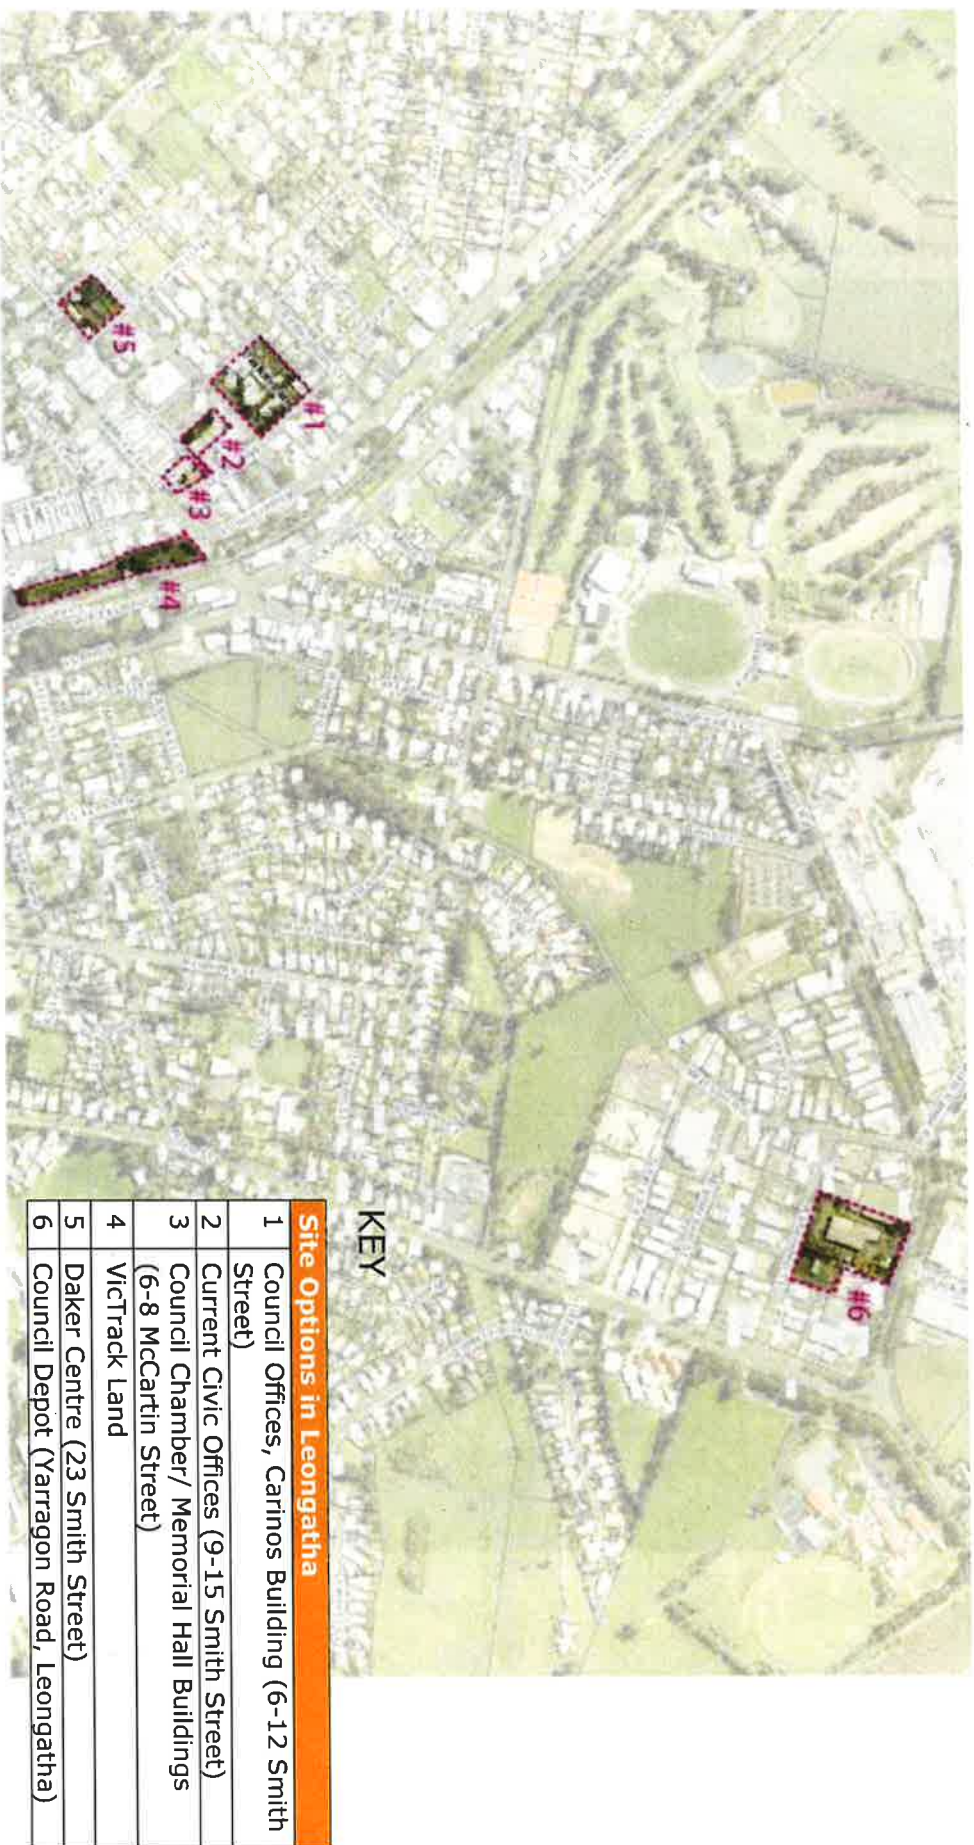 #1
#2
#3
#4
#5
#6
KEY
Site Options in Leongatha
1 Council Offices, Carinos Building (6-12 Smith
Street)
2 Current Civic Offices (9-15 Smith Street)
3 Council Chamber/ Memorial Hall Buildings
(6-8 McCartin Street)
4 VicTrack Land
5 Daker Centre (23 Smith Street)
6 Council Depot (Yarragon Road, Leongatha)